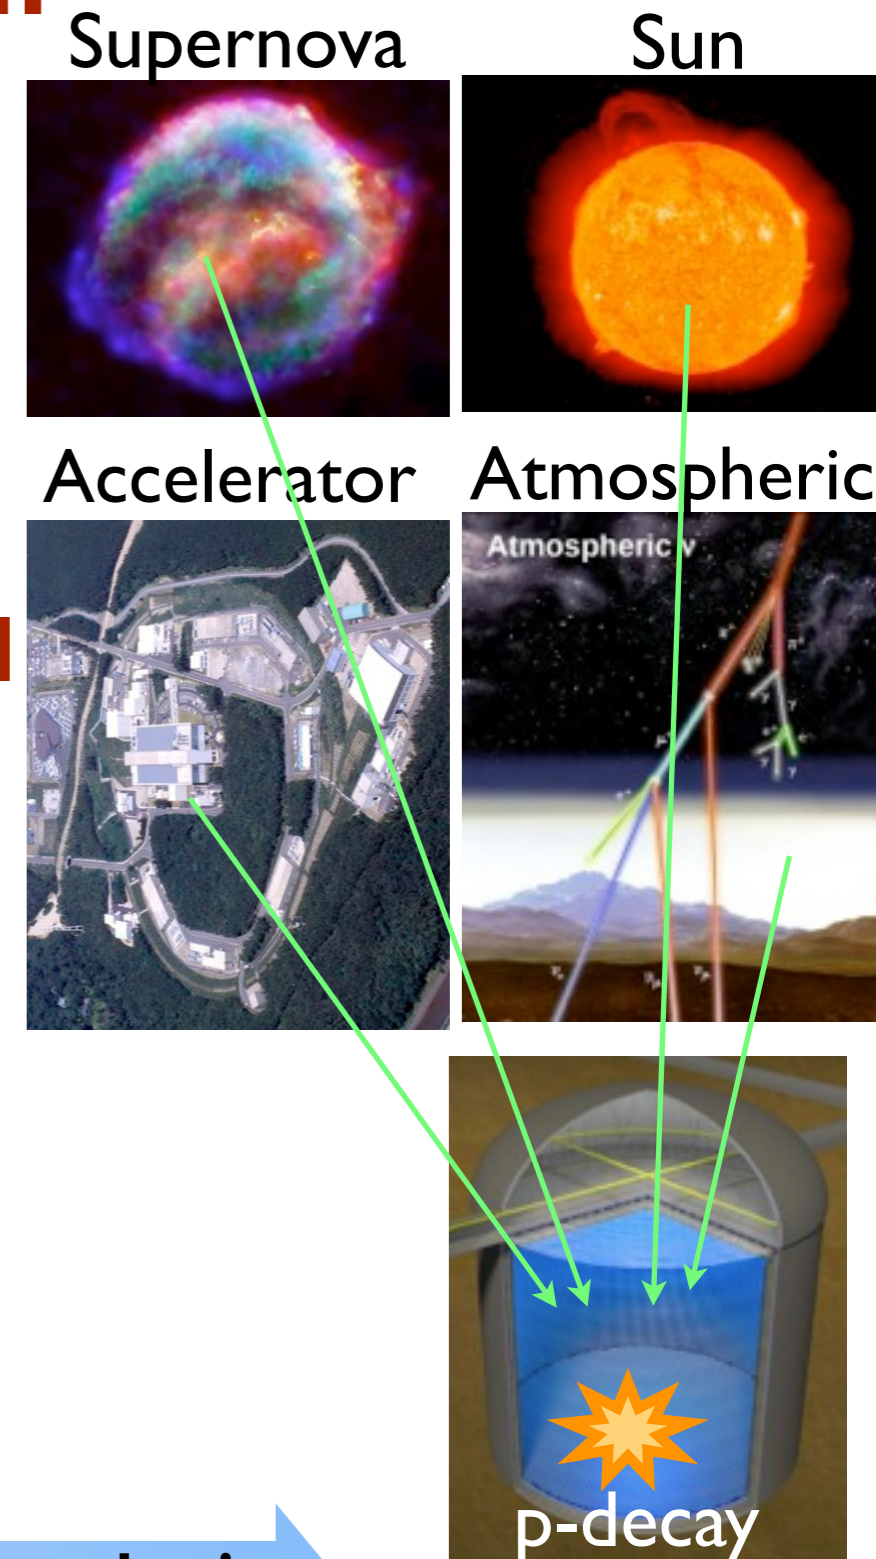 Supernova
Sun
Accelerator
Atmospheric
Atmospheric ν
p-decay